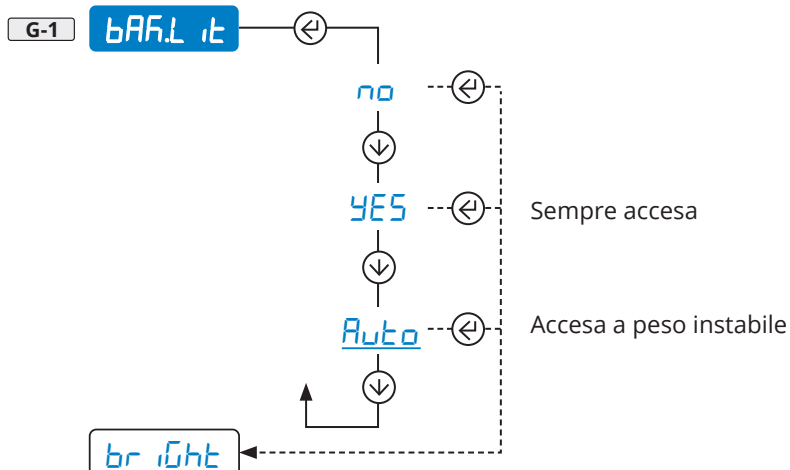 G-1 bAK.L it
no
YES Sempre accesa
Auto Accesa a peso instabile
br iGht